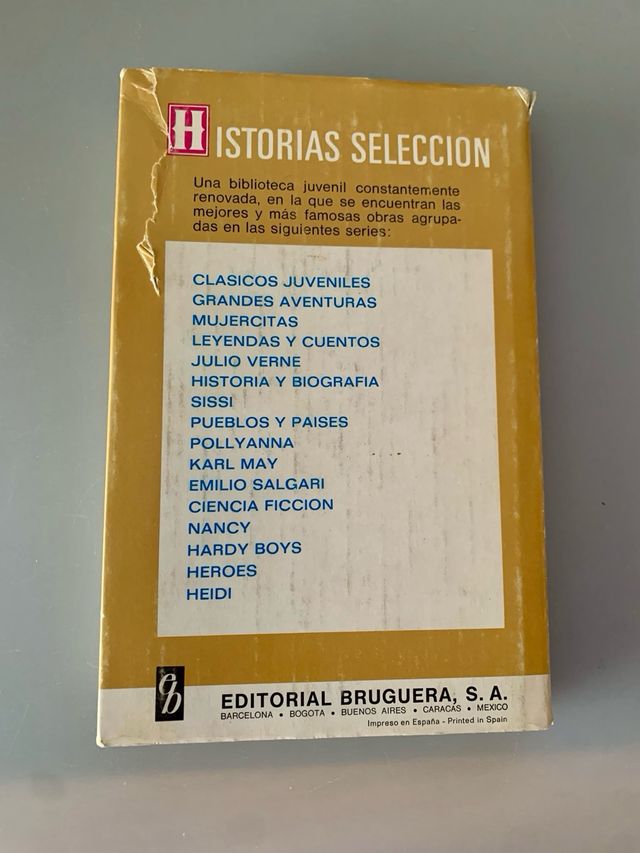 HISTORIAS SELECCION
Una biblioteca juvenil constantemente
renovada, en la que se encuentran las
mejores y más famosas obras agrupa-
das en las siguientes series:
CLASICOS JUVENILES
GRANDES AVENTURAS
MUJERCITAS
LEYENDAS Y CUENTOS
JULIO VERNE
HISTORIA Y BIOGRAFIA
SISSI
PUEBLOS Y PAISES
POLLYANNA
KARL MAY
EMILIO SALGARI
CIENCIA FICCION
NANCY
HARDY BOYS
HEROES
HEIDI
eb
EDITORIAL BRUGUERA, S. A.
BARCELONA • BOGOTA • BUENOS AIRES • CARACAS • MEXICO
Impreso en España - Printed in Spain